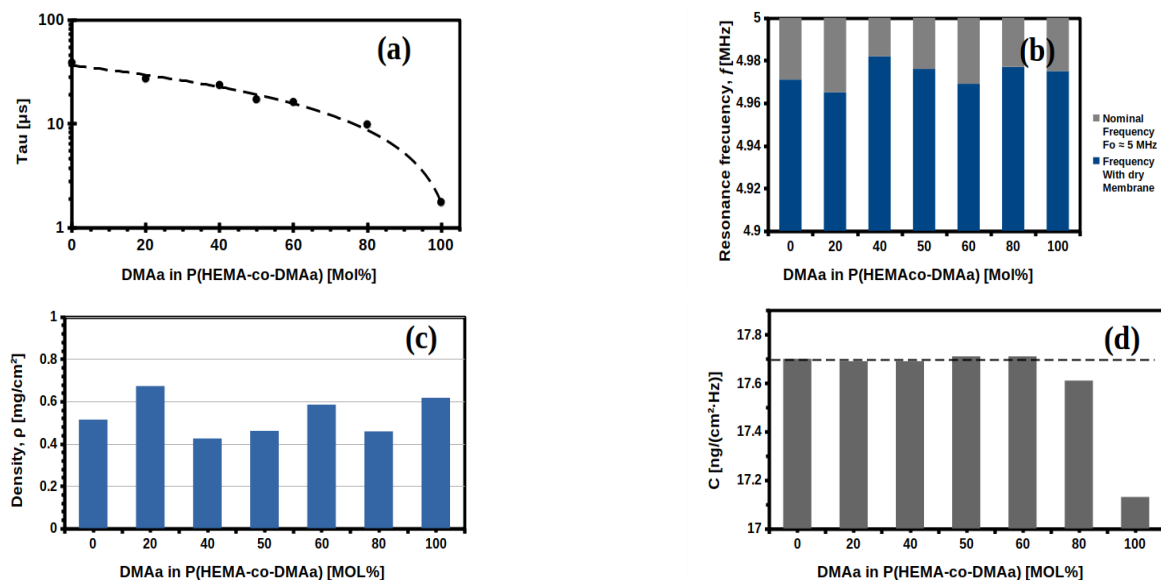 (a)
100
10
1
Tau [µs]
0 20 40 60 80 100
DMAa in P(HEMA-co-DMAa) [Mol%]
(b)
5
4.98
4.96
4.94
4.92
4.9
Resonance frecuency, f [MHz]
0 20 40 50 60 80 100
DMAa in P(HEMAco-DMAa) [Mol%]
Nominal
Frequency
Fo ≈ 5 MHz
Frequency
With dry
Membrane
(c)
1
0.8
0.6
0.4
0.2
0
Density, ρ [mg/cm²]
0 20 40 50 60 80 100
DMAa in P(HEMA-co-DMAa) [MOL%]
(d)
17.8
17.6
17.4
17.2
17
C [ng/(cm²·Hz)]
0 20 40 50 60 80 100
DMAa in P(HEMA-co-DMAa) [MOL%]